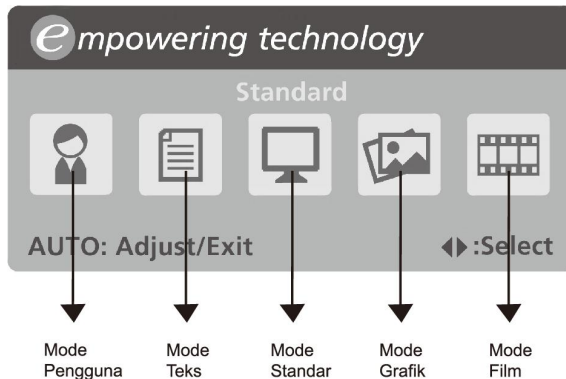 empowering technology
Standard
AUTO: Adjust/Exit ◀▶:Select
Mode Pengguna
Mode Teks
Mode Standar
Mode Grafik
Mode Film